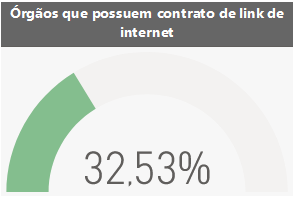 Órgãos que possuem contrato de link de
internet
32,53%